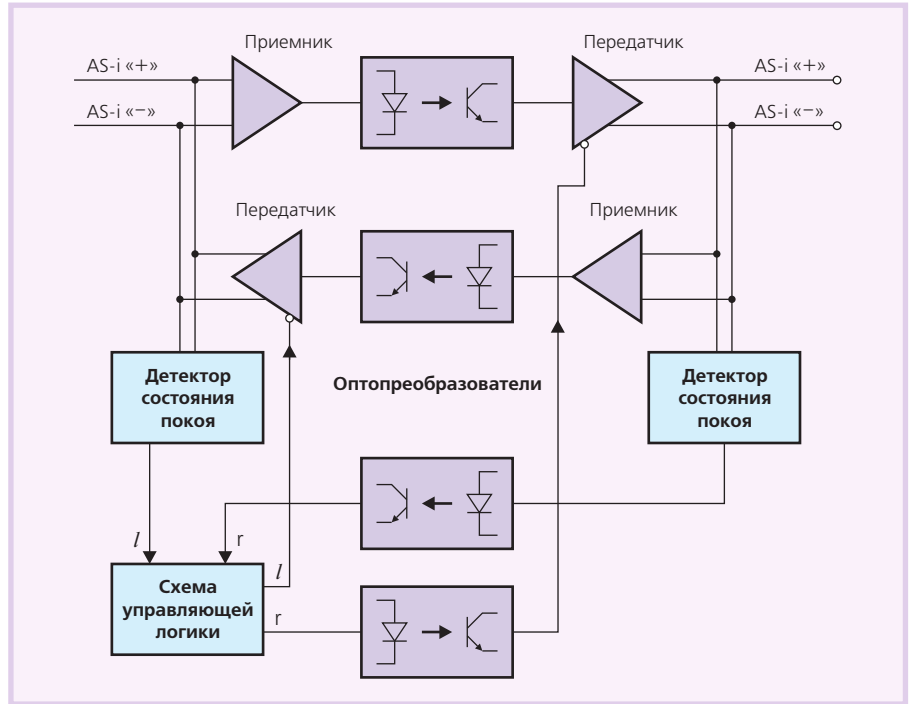 Приемник
Передатчик
AS-i «+»
AS-i «+»
AS-i «−»
AS-i «−»
Передатчик
Приемник
Детектор
состояния
покоя
Оптопреобразователи
Детектор
состояния
покоя
l
r
l
Схема
управляющей
логики
r